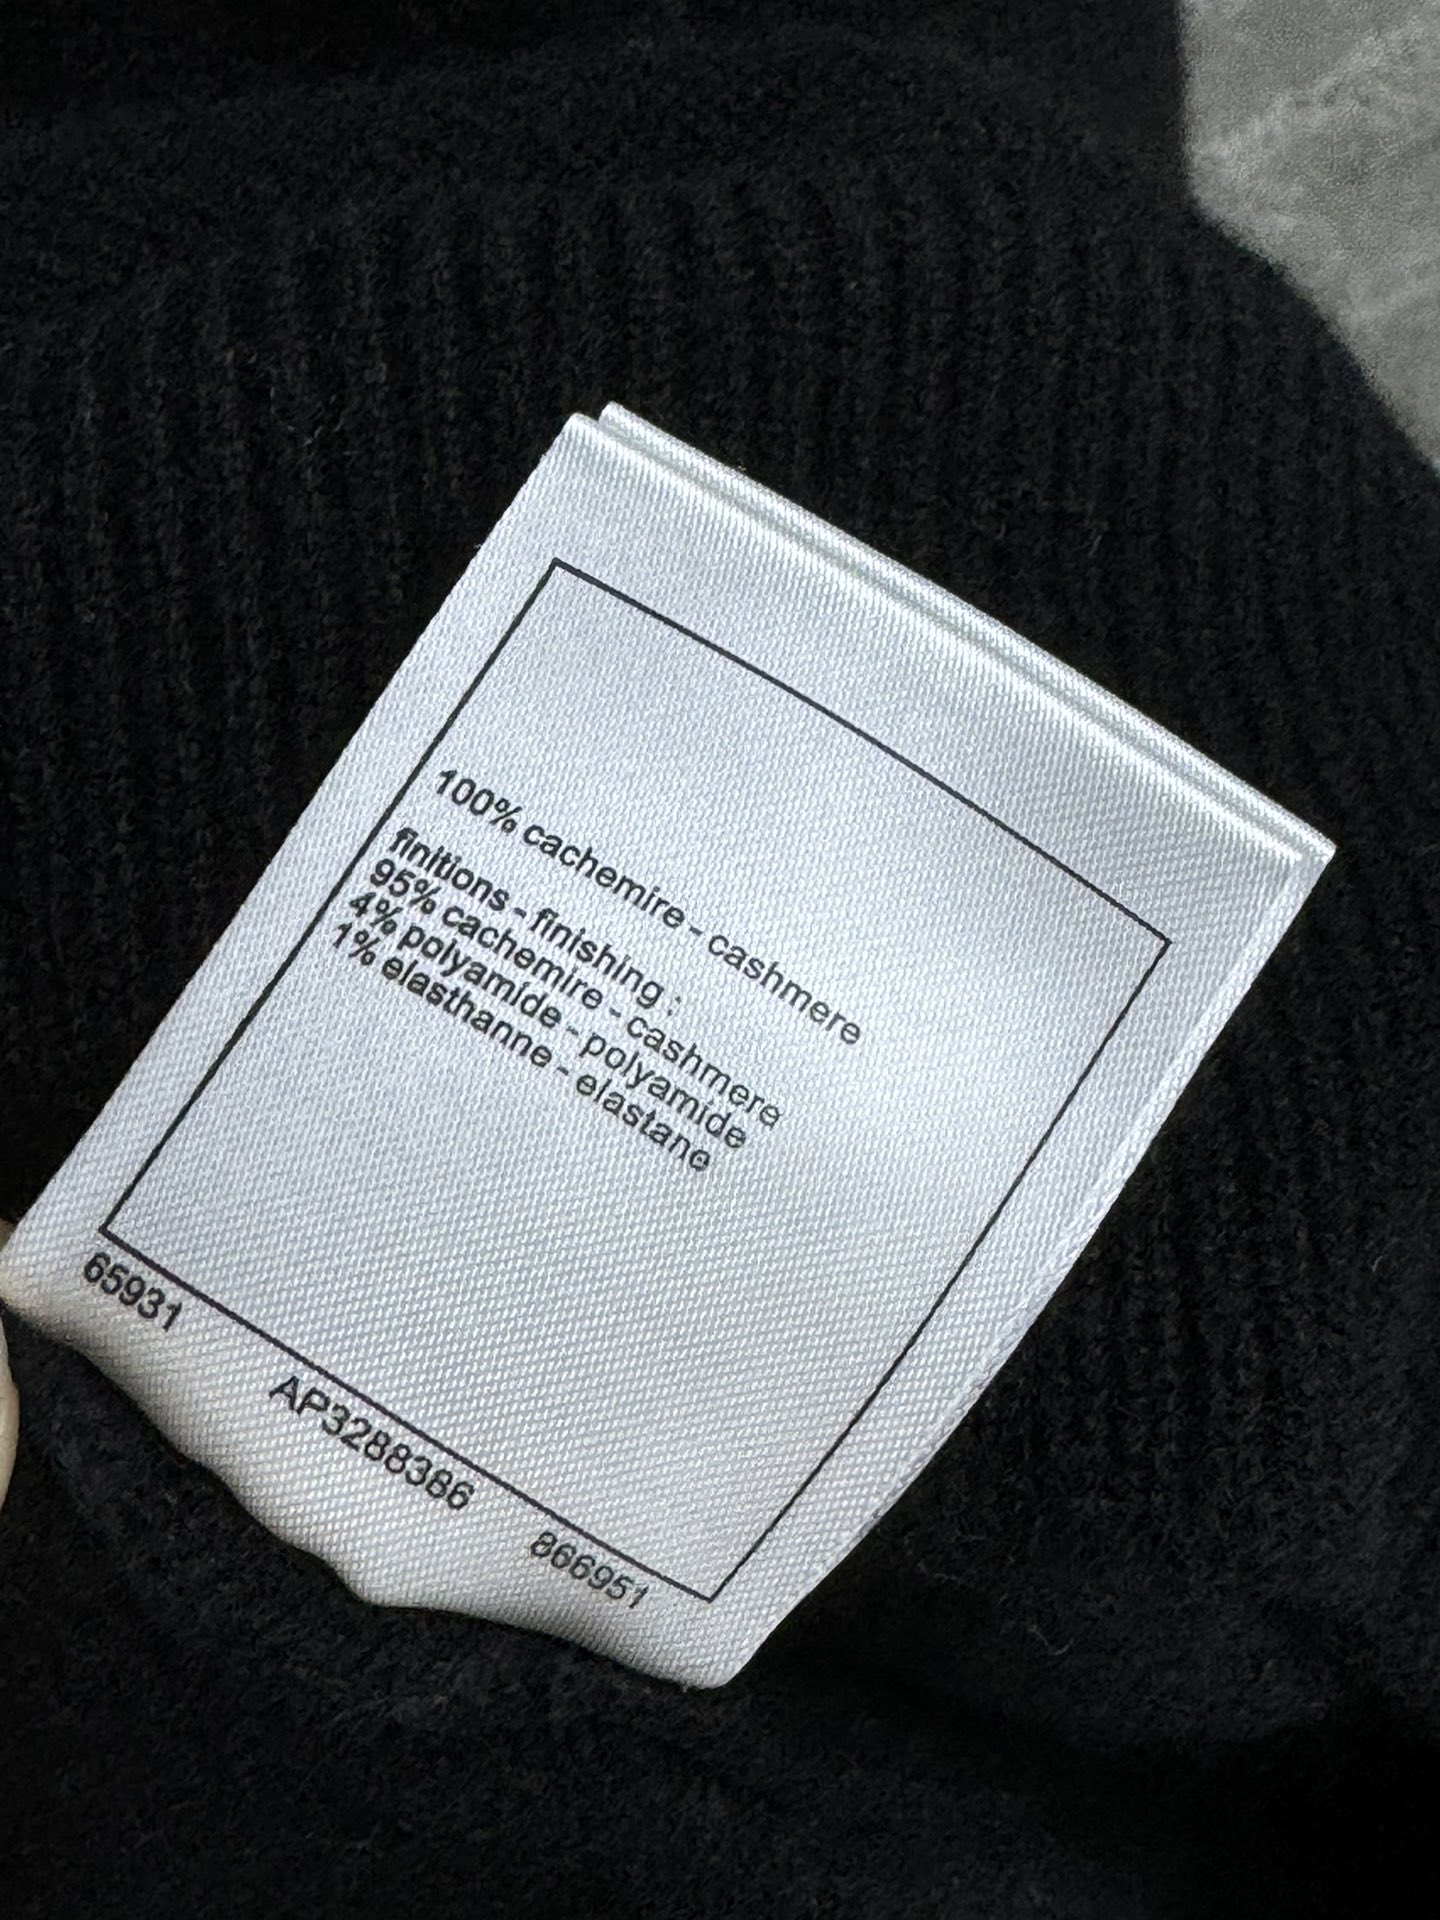 100% cachemire - cashmere
finitions - finishing :
95% cachemire - cashmere
4% polyamide - polyamide
1% elasthanne - elastane
65931
AP3288386
866951